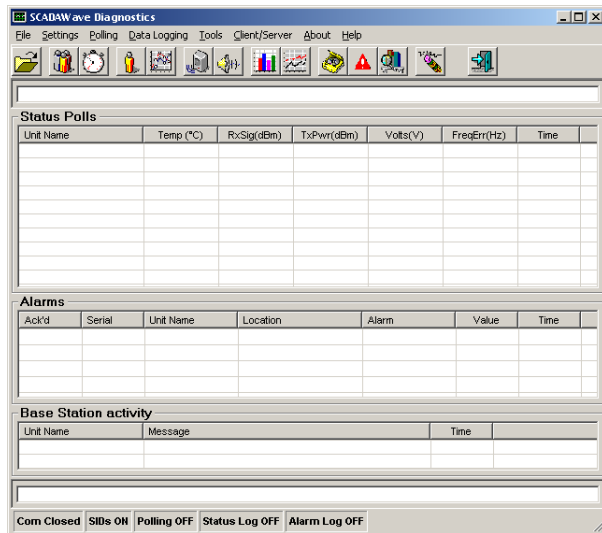 SCADAWave Diagnostics
File Settings Polling Data Logging Tools Client/Server About Help
Status Polls
Unit Name Temp (°C) RxSig(dBm) TxPwr(dBm) Volts(V) FreqErr(Hz) Time
Alarms
Ack'd Serial Unit Name Location Alarm Value Time
Base Station activity
Unit Name Message Time
Com Closed SIDs ON Polling OFF Status Log OFF Alarm Log OFF